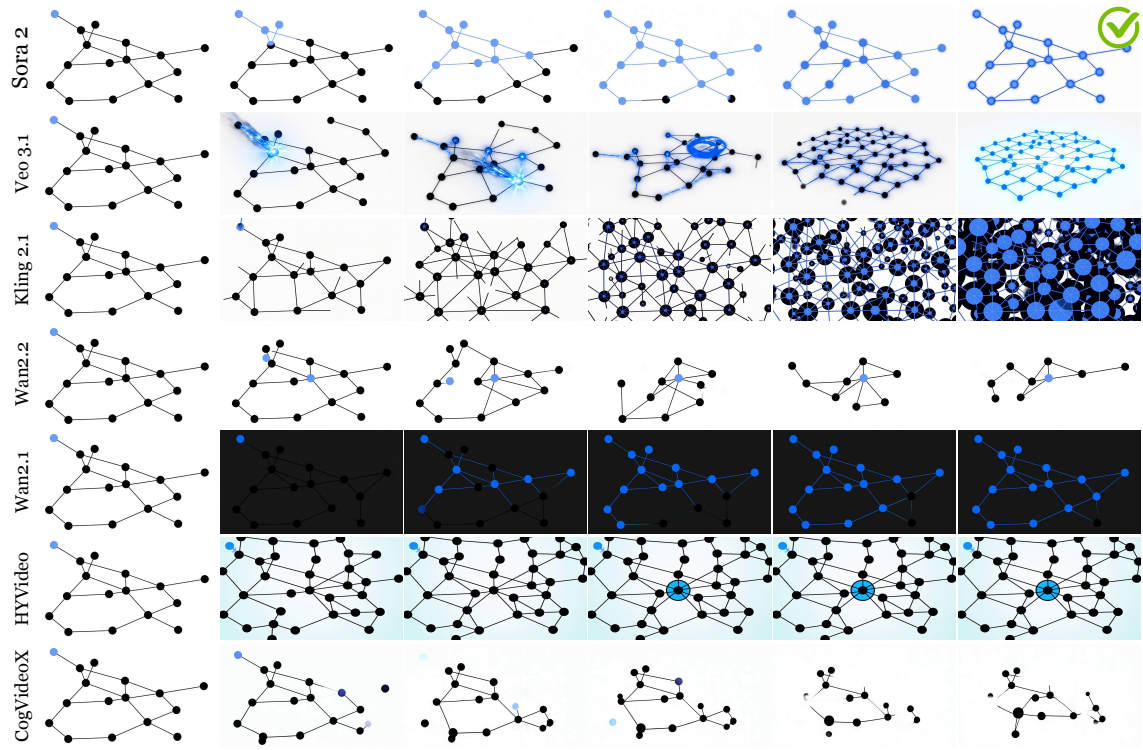 Sora 2
Veo 3.1
Kling 2.1
Wan2.2
Wan2.1
HYVideo
CogVideoX